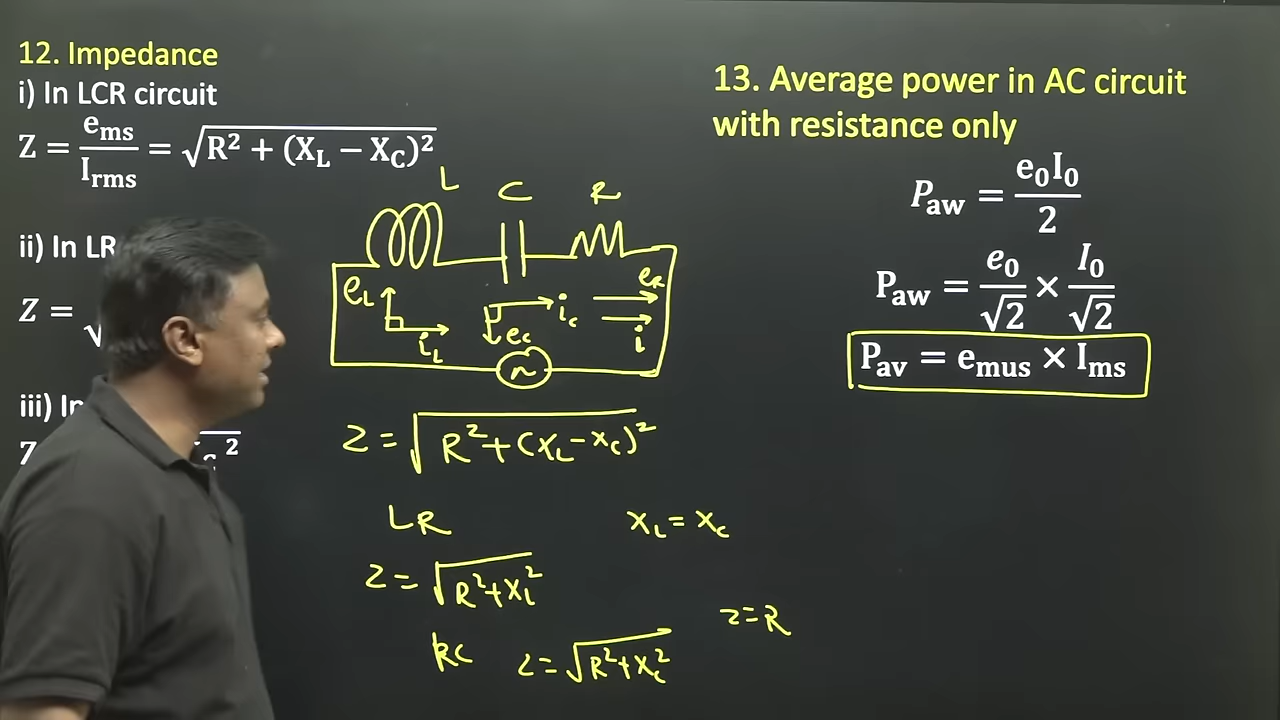 12. Impedance
i) In LCR circuit
Z = e_ms / I_rms = √(R² + (X_L − X_C)²)
ii) In LR
Z = √
iii) In
Z
c²
L C R
e_L i_L
i_c e_c
e_R i
~
Z = √(R² + (X_L − X_C)²)
LR
Z = √(R² + X_L²)
RC Z = √(R² + X_C²)
X_L = X_C
Z = R
13. Average power in AC circuit
with resistance only
P_aw = e₀I₀ / 2
P_aw = e₀/√2 × I₀/√2
P_av = e_mus × I_ms